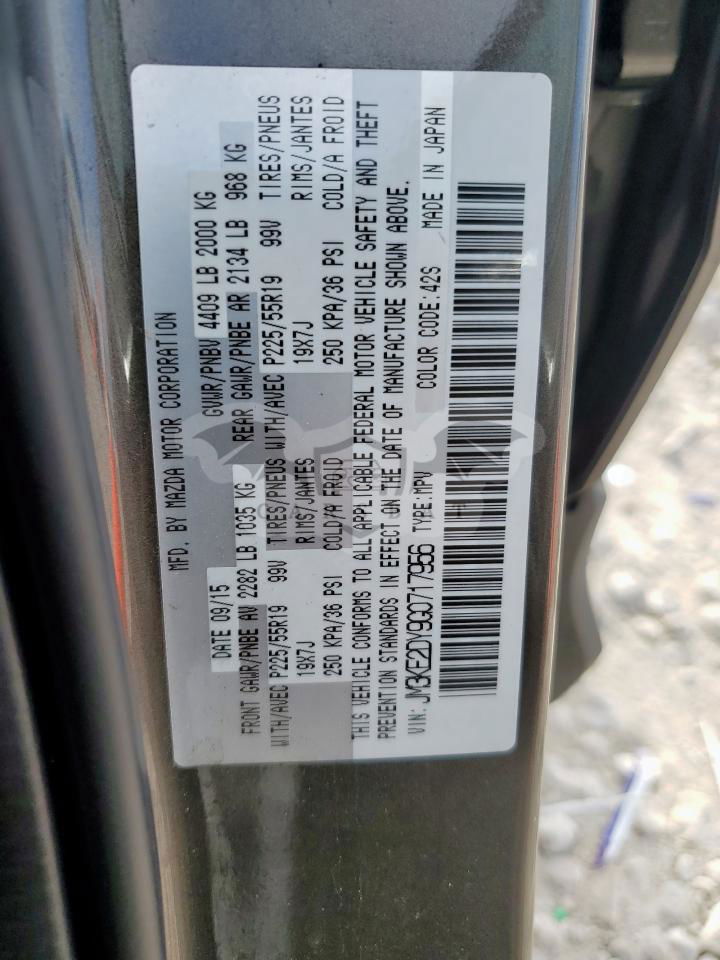 MFD. BY MAZDA MOTOR CORPORATION
DATE 09/15 GVWR/PNBV 4409 LB 2000 KG
FRONT GAWR/PNBE AV 2282 LB 1035 KG REAR GAWR/PNBE AR 2134 LB 968 KG
WITH/AVEC P225/55R19 99V TIRES/PNEUS WITH/AVEC P225/55R19 99V TIRES/PNEUS
19X7J RIMS/JANTES 19X7J RIMS/JANTES
250 KPA/36 PSI COLD/A FROID 250 KPA/36 PSI COLD/A FROID
THIS VEHICLE CONFORMS TO ALL APPLICABLE FEDERAL MOTOR VEHICLE SAFETY AND THEFT
PREVENTION STANDARDS IN EFFECT ON THE DATE OF MANUFACTURE SHOWN ABOVE.
VIN: JM3KE2DY9G0717956 TYPE:MPV COLOR CODE:42S MADE IN JAPAN